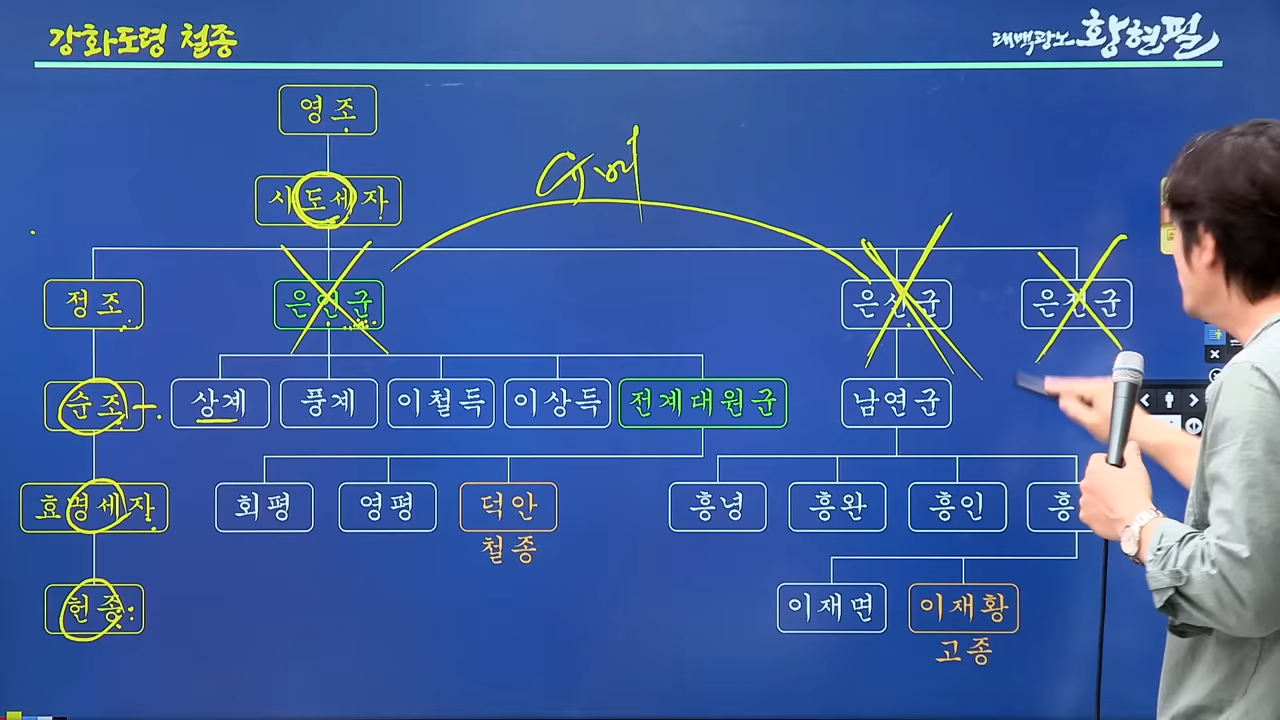 강화도령 철종
태백광노 황현필
영조
사도세자
정조
은언군
은신군
은전군
순조
상계
풍계
이철득
이상득
전계대원군
남연군
효명세자
회평
영평
덕안
흥녕
흥완
흥인
흥
철종
헌종
이재면
이재황
고종